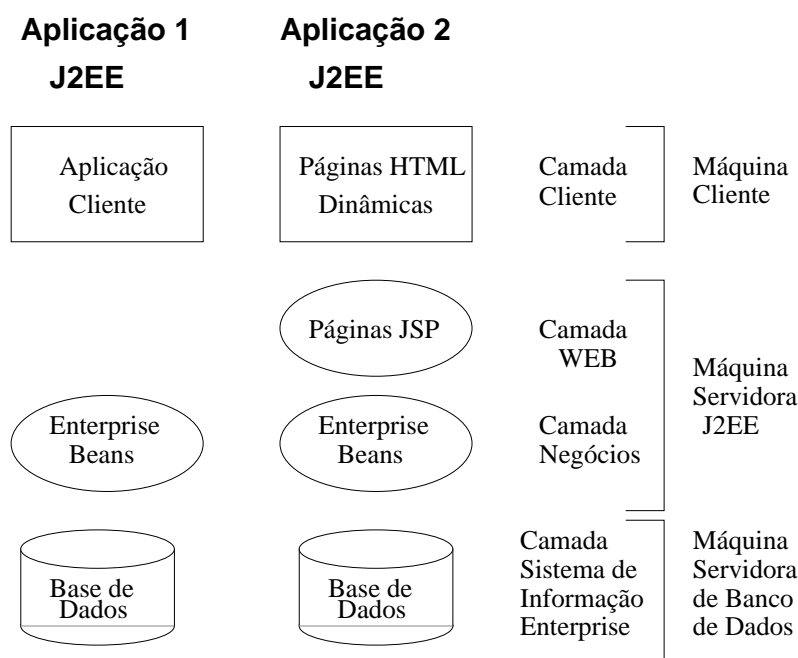 Aplicação 1
J2EE
Aplicação 2
J2EE
Aplicação
Cliente
Páginas HTML
Dinâmicas
Camada
Cliente
Máquina
Cliente
Páginas JSP
Camada
WEB
Máquina
Servidora
J2EE
Enterprise
Beans
Enterprise
Beans
Camada
Negócios
Base de
Dados
Base de
Dados
Camada
Sistema de
Informação
Enterprise
Máquina
Servidora
de Banco
de Dados